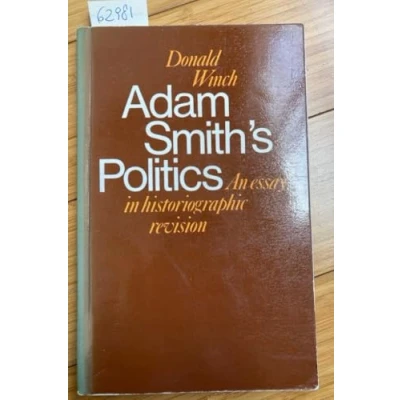 62981
Donald
Winch
Adam
Smith's
Politics An essay
in historiographic
revision